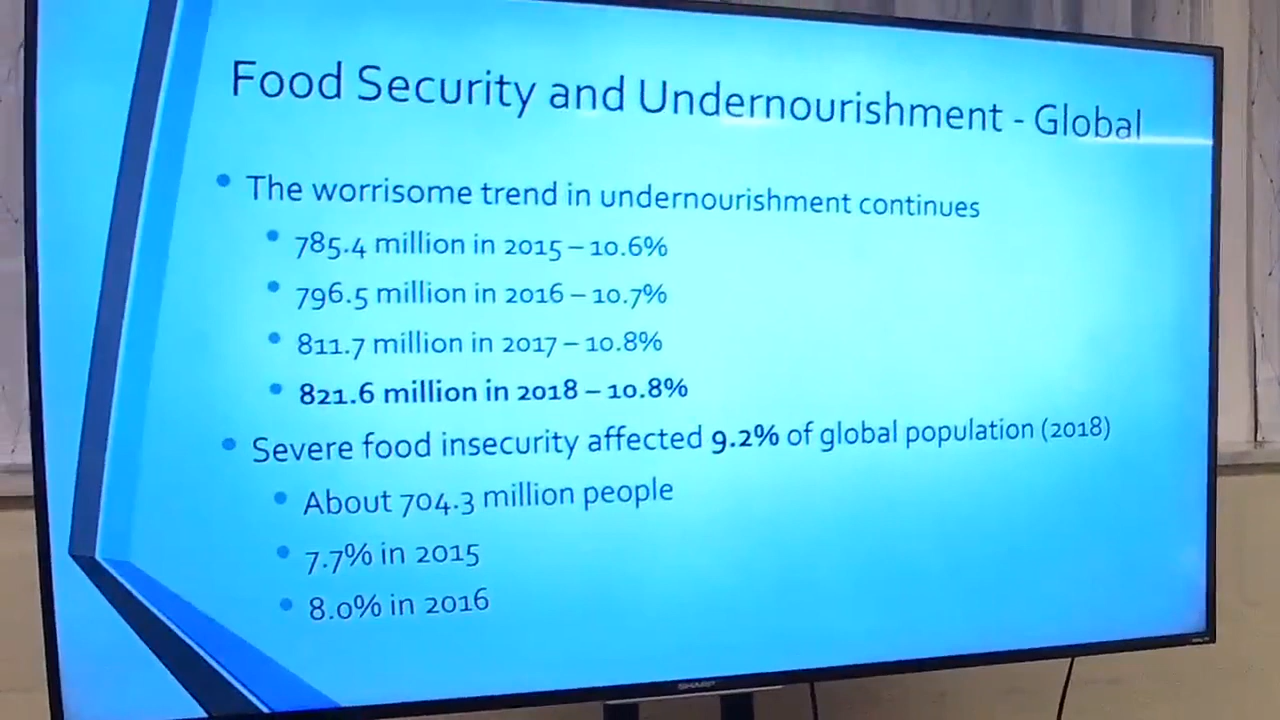 Food Security and Undernourishment - Global
• The worrisome trend in undernourishment continues
• 785.4 million in 2015 – 10.6%
• 796.5 million in 2016 – 10.7%
• 811.7 million in 2017 – 10.8%
• 821.6 million in 2018 – 10.8%
• Severe food insecurity affected 9.2% of global population (2018)
• About 704.3 million people
• 7.7% in 2015
• 8.0% in 2016
SHARP